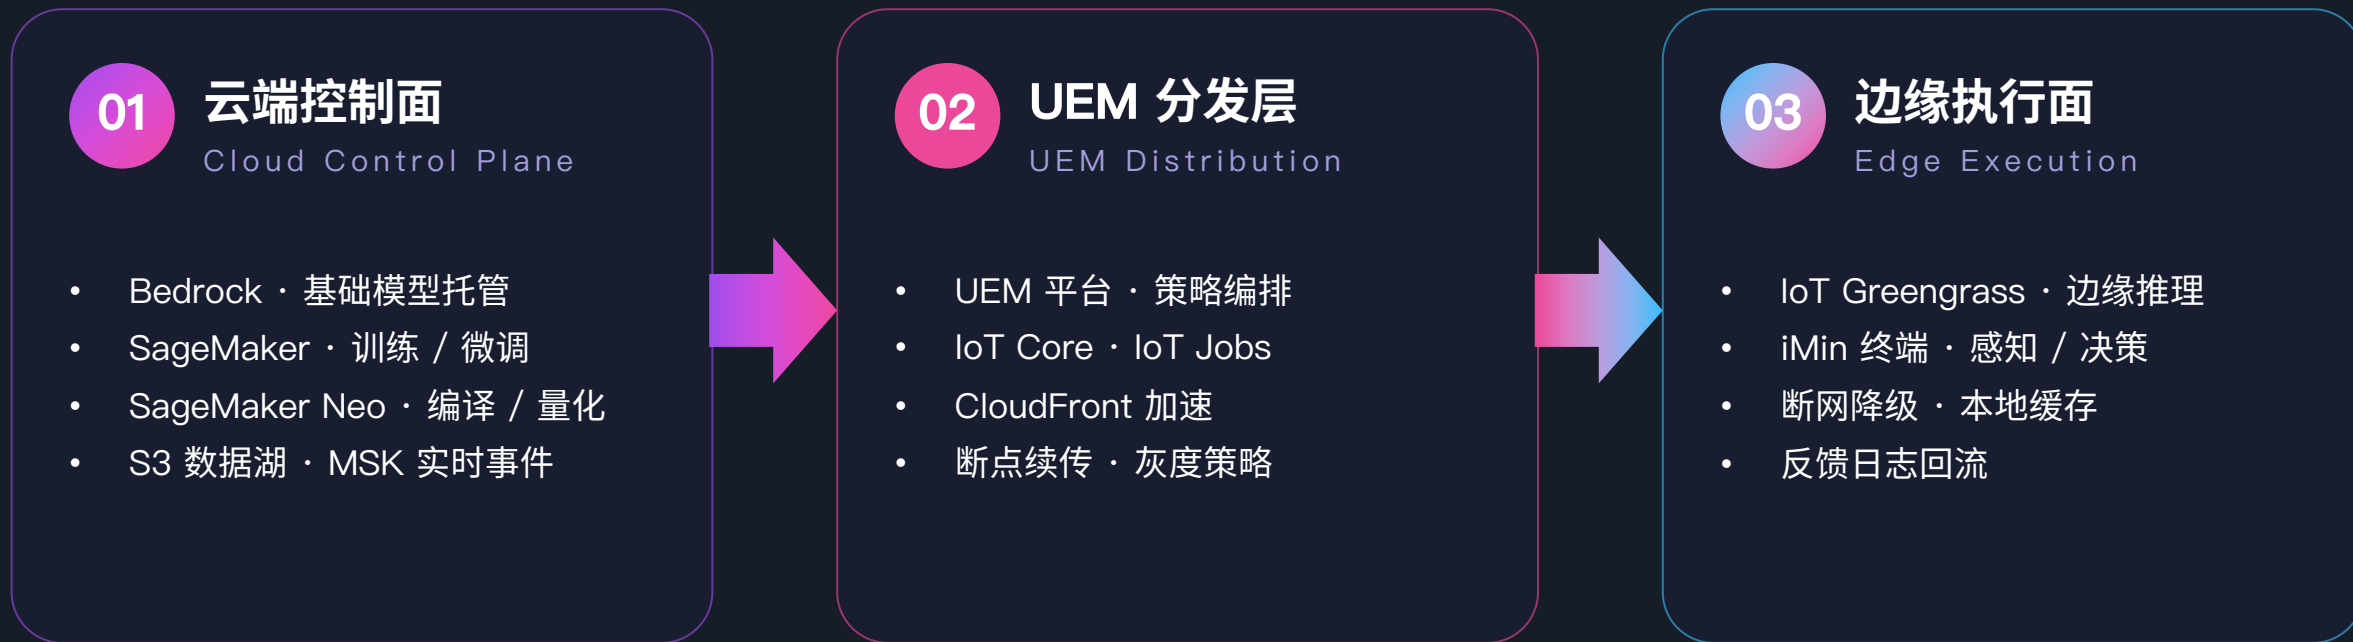 01
云端控制面
Cloud Control Plane
• Bedrock · 基础模型托管
• SageMaker · 训练 / 微调
• SageMaker Neo · 编译 / 量化
• S3 数据湖 · MSK 实时事件
02
UEM 分发层
UEM Distribution
• UEM 平台 · 策略编排
• IoT Core · IoT Jobs
• CloudFront 加速
• 断点续传 · 灰度策略
03
边缘执行面
Edge Execution
• IoT Greengrass · 边缘推理
• iMin 终端 · 感知 / 决策
• 断网降级 · 本地缓存
• 反馈日志回流